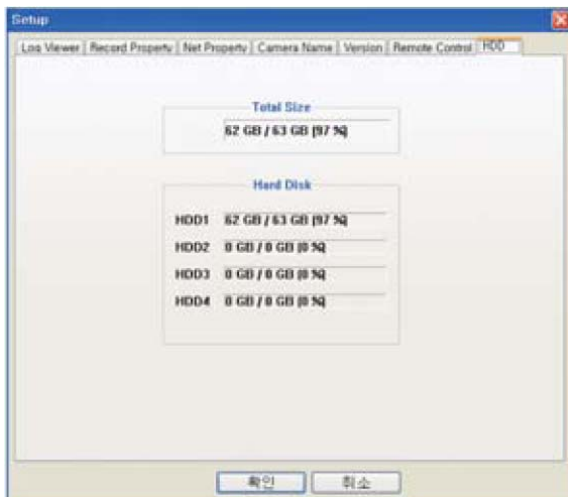 Setup
Log Viewer Record Property Net Property Camera Name Version Remote Control HDD
Total Size
62 GB / 63 GB (97 %)
Hard Disk
HDD1 62 GB / 63 GB (97 %)
HDD2 0 GB / 0 GB (0 %)
HDD3 0 GB / 0 GB (0 %)
HDD4 0 GB / 0 GB (0 %)
확인 취소